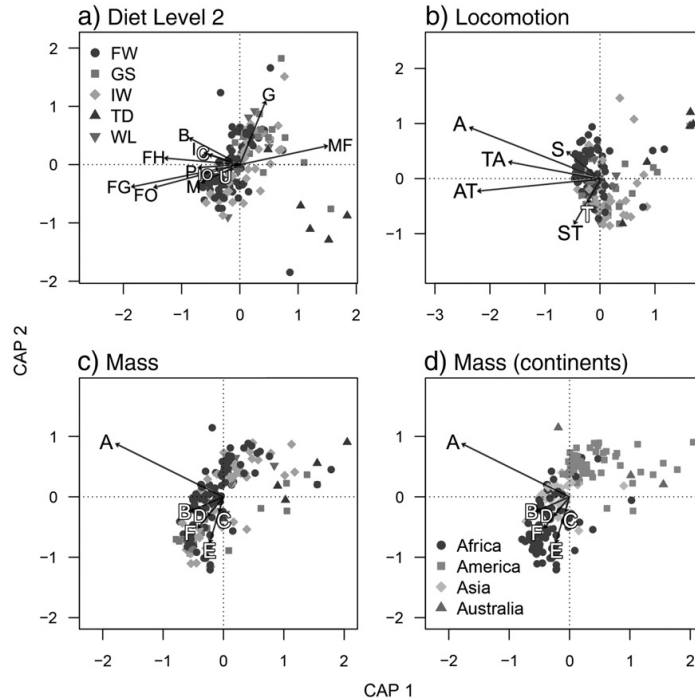 a) Diet Level 2
FW
GS
IW
TD
WL
G
B
I
C
MF
FH
P
IO
U
FG
FO
M
2
1
0
−1
−2
−2
−1
0
1
2
b) Locomotion
A
S
TA
AT
T
ST
2
1
0
−1
−3
−2
−1
0
1
CAP 2
c) Mass
A
B
D
C
F
E
1
0
−1
−2
−2
−1
0
1
2
d) Mass (continents)
A
B
D
C
F
E
Africa
America
Asia
Australia
1
0
−1
−2
−2
−1
0
1
2
CAP 1